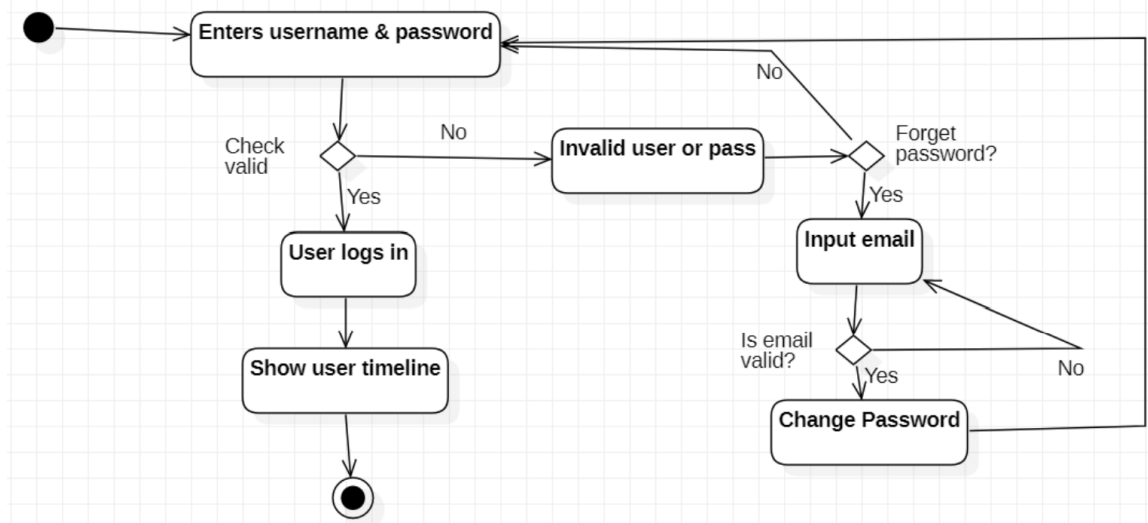 Enters username & password
No
Check
valid
No
Invalid user or pass
Forget
password?
Yes
Yes
User logs in
Input email
Show user timeline
Is email
valid?
No
Yes
Change Password